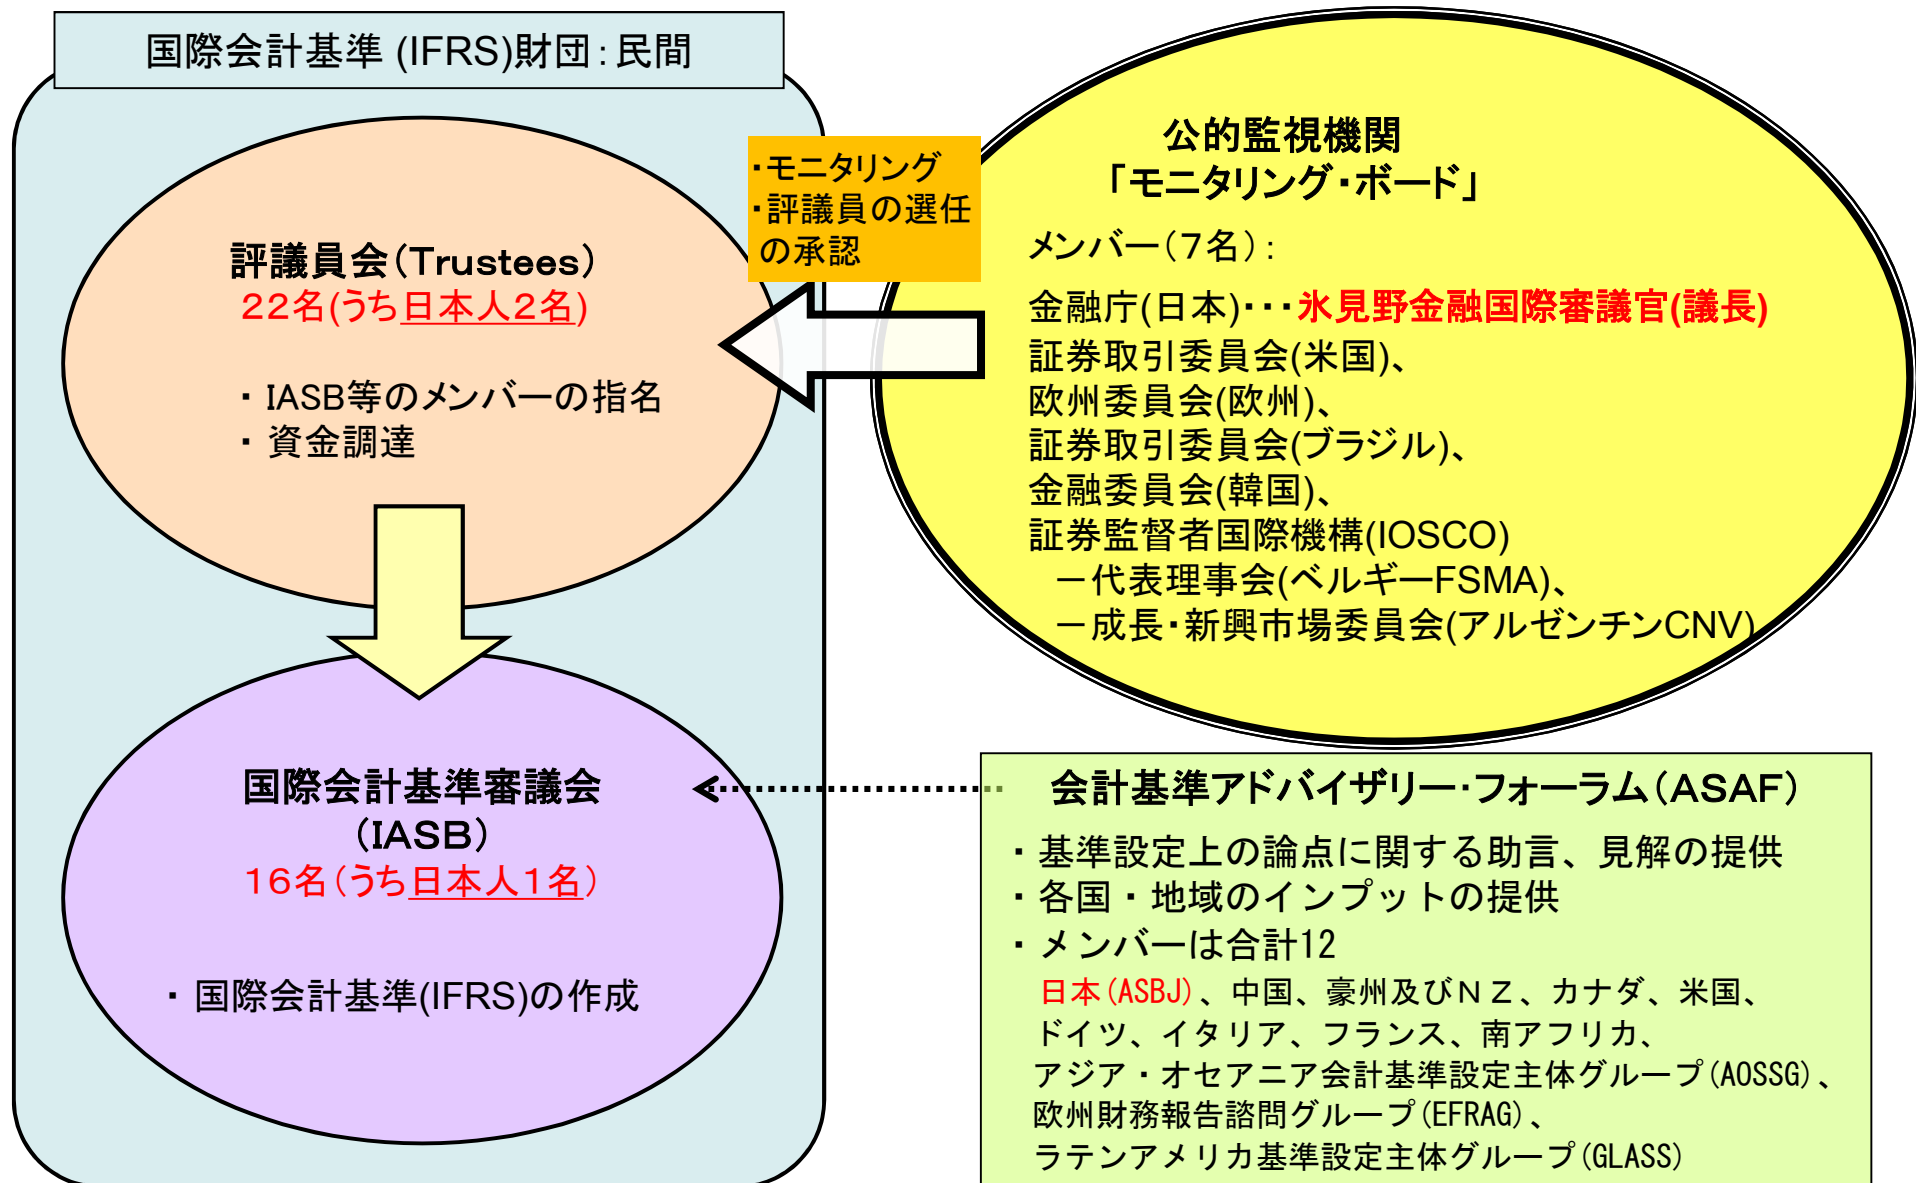 国際会計基準 (IFRS)財団：民間
評議員会（Trustees）
２２名(うち日本人２名)
・ IASB等のメンバーの指名
・ 資金調達
・モニタリング
・評議員の選任
の承認
公的監視機関
「モニタリング・ボード」
メンバー（７名）：
金融庁(日本)・・・氷見野金融国際審議官(議長)
証券取引委員会(米国)、
欧州委員会(欧州)、
証券取引委員会(ブラジル)、
金融委員会(韓国)、
証券監督者国際機構(IOSCO)
－代表理事会(ベルギーFSMA)、
－成長・新興市場委員会(アルゼンチンCNV)
国際会計基準審議会
（IASB）
１６名（うち日本人１名）
・ 国際会計基準(IFRS)の作成
会計基準アドバイザリー・フォーラム（ＡＳＡＦ）
・ 基準設定上の論点に関する助言、見解の提供
・ 各国・地域のインプットの提供
・ メンバーは合計12
日本(ASBJ)、中国、豪州及びＮＺ、カナダ、米国、
ドイツ、イタリア、フランス、南アフリカ、
アジア・オセアニア会計基準設定主体グループ(AOSSG)、
欧州財務報告諮問グループ(EFRAG)、
ラテンアメリカ基準設定主体グループ(GLASS)